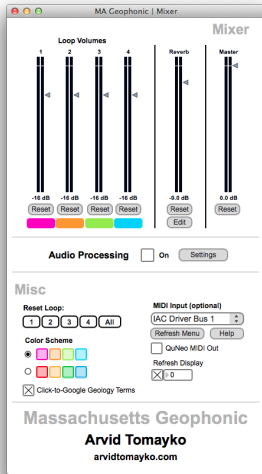 MA Geophonic | Mixer
Mixer
Loop Volumes
1 2 3 4 Reverb Master
-16 dB -16 dB -16 dB -16 dB -9.0 dB 0.0 dB
Reset Reset Reset Reset Reset Reset
Edit
Audio Processing On Settings
Misc
Reset Loop:
1 2 3 4 All
Color Scheme
Click-to-Google Geology Terms
MIDI Input (optional)
IAC Driver Bus 1
Refresh Menu Help
QuNeo MIDI Out
Refresh Display
0
Massachusetts Geophonic
Arvid Tomayko
arvidtomayko.com